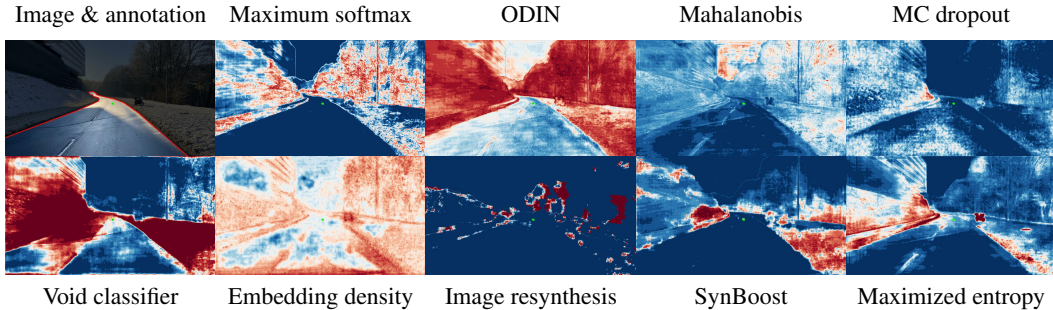 Image & annotation Maximum softmax ODIN Mahalanobis MC dropout
Void classifier Embedding density Image resynthesis SynBoost Maximized entropy